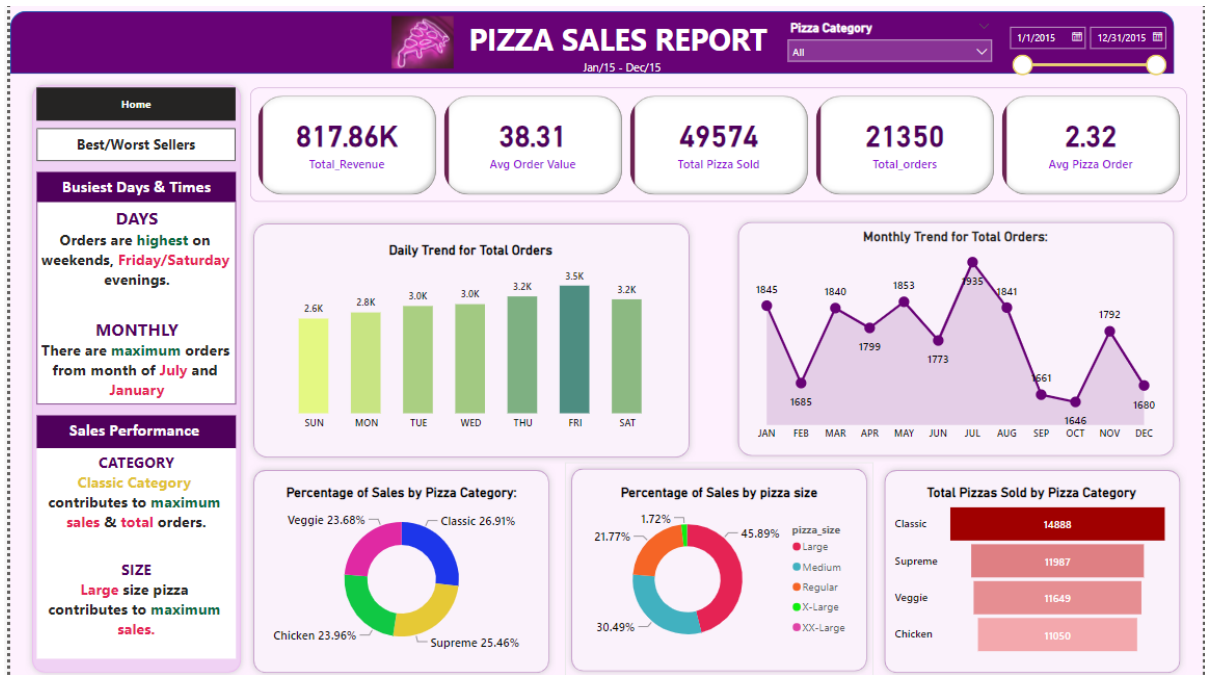 PIZZA SALES REPORT
Jan/15 - Dec/15
Pizza Category
All
1/1/2015
12/31/2015
Home
Best/Worst Sellers
Busiest Days & Times
DAYS
Orders are highest on
weekends, Friday/Saturday
evenings.
MONTHLY
There are maximum orders
from month of July and
January
Sales Performance
CATEGORY
Classic Category
contributes to maximum
sales & total orders.
SIZE
Large size pizza
contributes to maximum
sales.
817.86K
Total_Revenue
38.31
Avg Order Value
49574
Total Pizza Sold
21350
Total_orders
2.32
Avg Pizza Order
Daily Trend for Total Orders
2.6K
2.8K
3.0K
3.0K
3.2K
3.5K
3.2K
SUN MON TUE WED THU FRI SAT
Monthly Trend for Total Orders:
1845
1685
1840
1799
1853
1773
1935
1841
1661
1646
1792
1680
JAN FEB MAR APR MAY JUN JUL AUG SEP OCT NOV DEC
Percentage of Sales by Pizza Category:
Veggie 23.68%
Classic 26.91%
Chicken 23.96%
Supreme 25.46%
Percentage of Sales by pizza size
1.72%
21.77%
45.89%
30.49%
pizza_size
Large
Medium
Regular
X-Large
XX-Large
Total Pizzas Sold by Pizza Category
Classic 14888
Supreme 11987
Veggie 11649
Chicken 11050